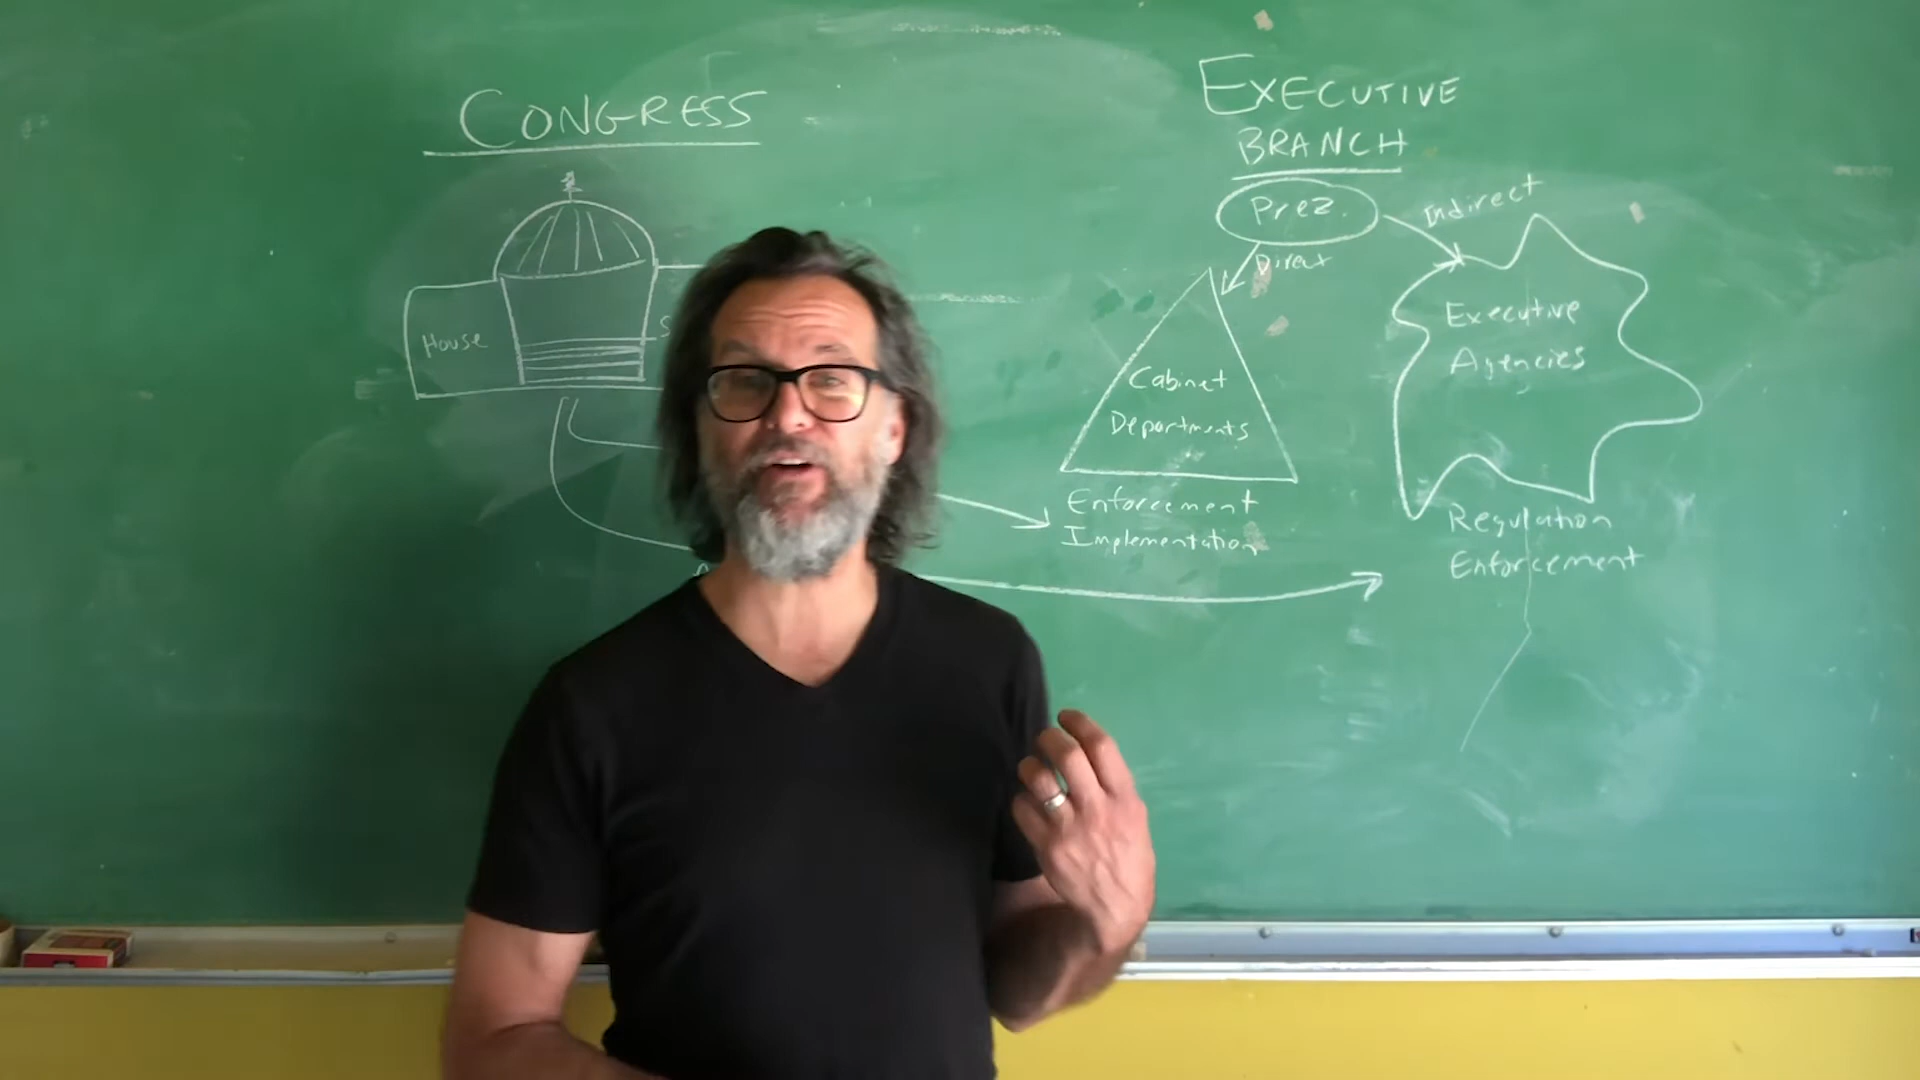 CONGRESS
House
S
EXECUTIVE
BRANCH
Prez.
Indirect
Direct
Cabinet
Departments
Enforcement
Implementation
Executive
Agencies
Regulation
Enforcement